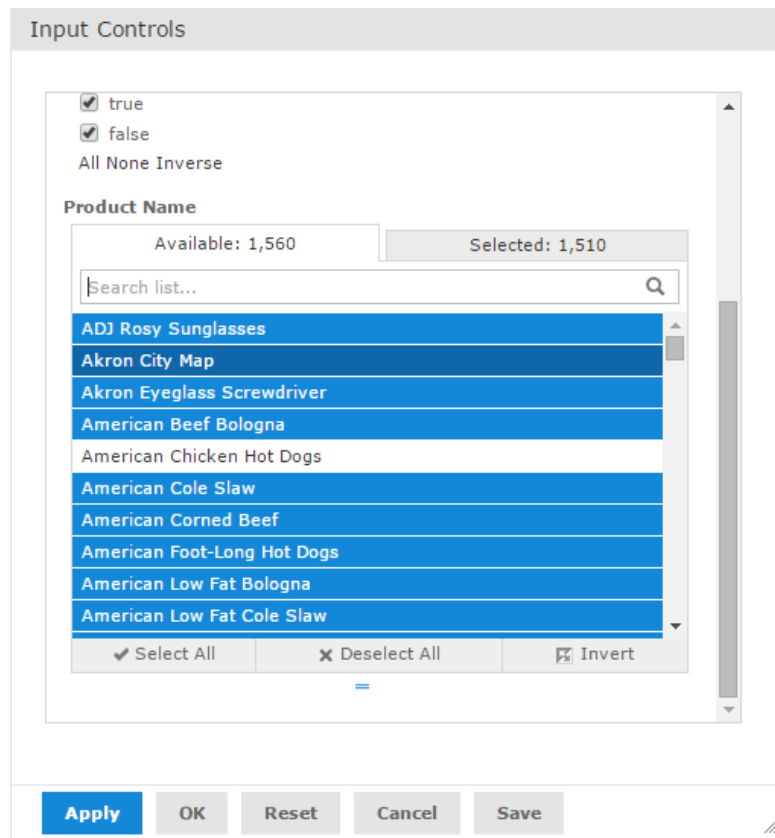 Input Controls
true
false
All None Inverse
Product Name
Available: 1,560 Selected: 1,510
Search list...
ADJ Rosy Sunglasses
Akron City Map
Akron Eyeglass Screwdriver
American Beef Bologna
American Chicken Hot Dogs
American Cole Slaw
American Corned Beef
American Foot-Long Hot Dogs
American Low Fat Bologna
American Low Fat Cole Slaw
Select All Deselect All Invert
Apply OK Reset Cancel Save